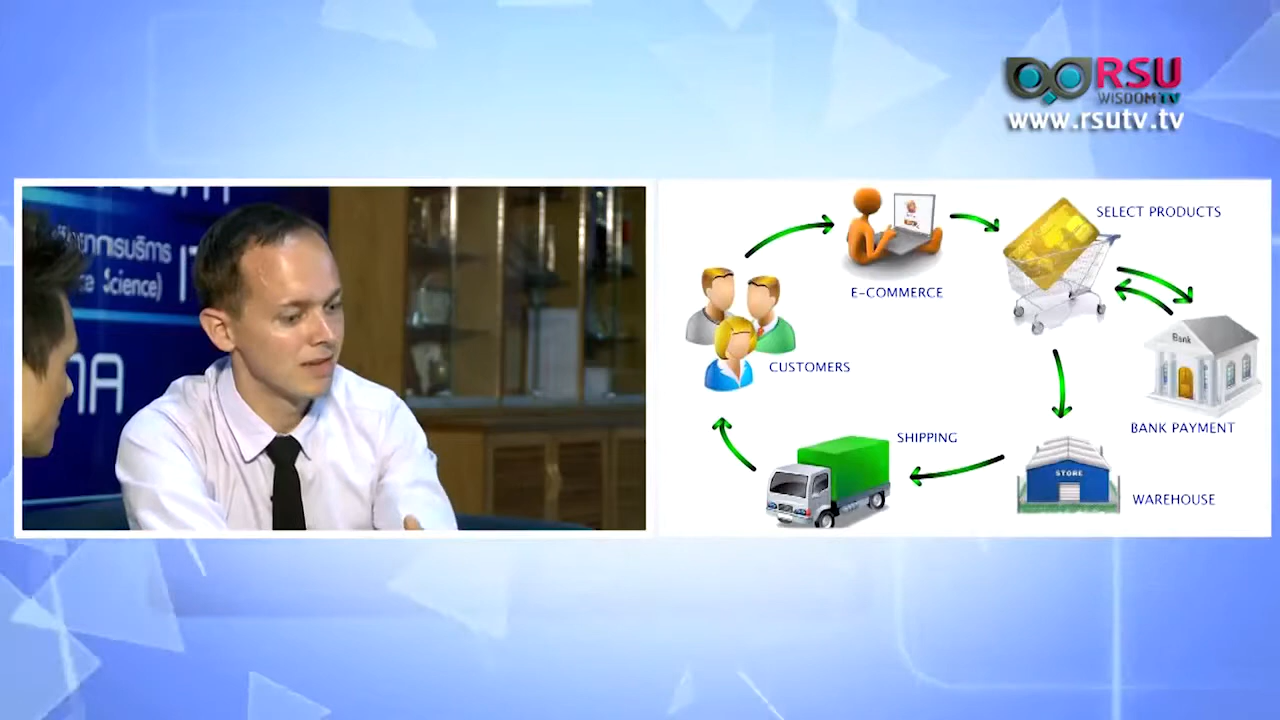 RSU
WISDOM TV
www.rsutv.tv
Science)
E-COMMERCE
SELECT PRODUCTS
CUSTOMERS
Bank
BANK PAYMENT
SHIPPING
STORE
WAREHOUSE